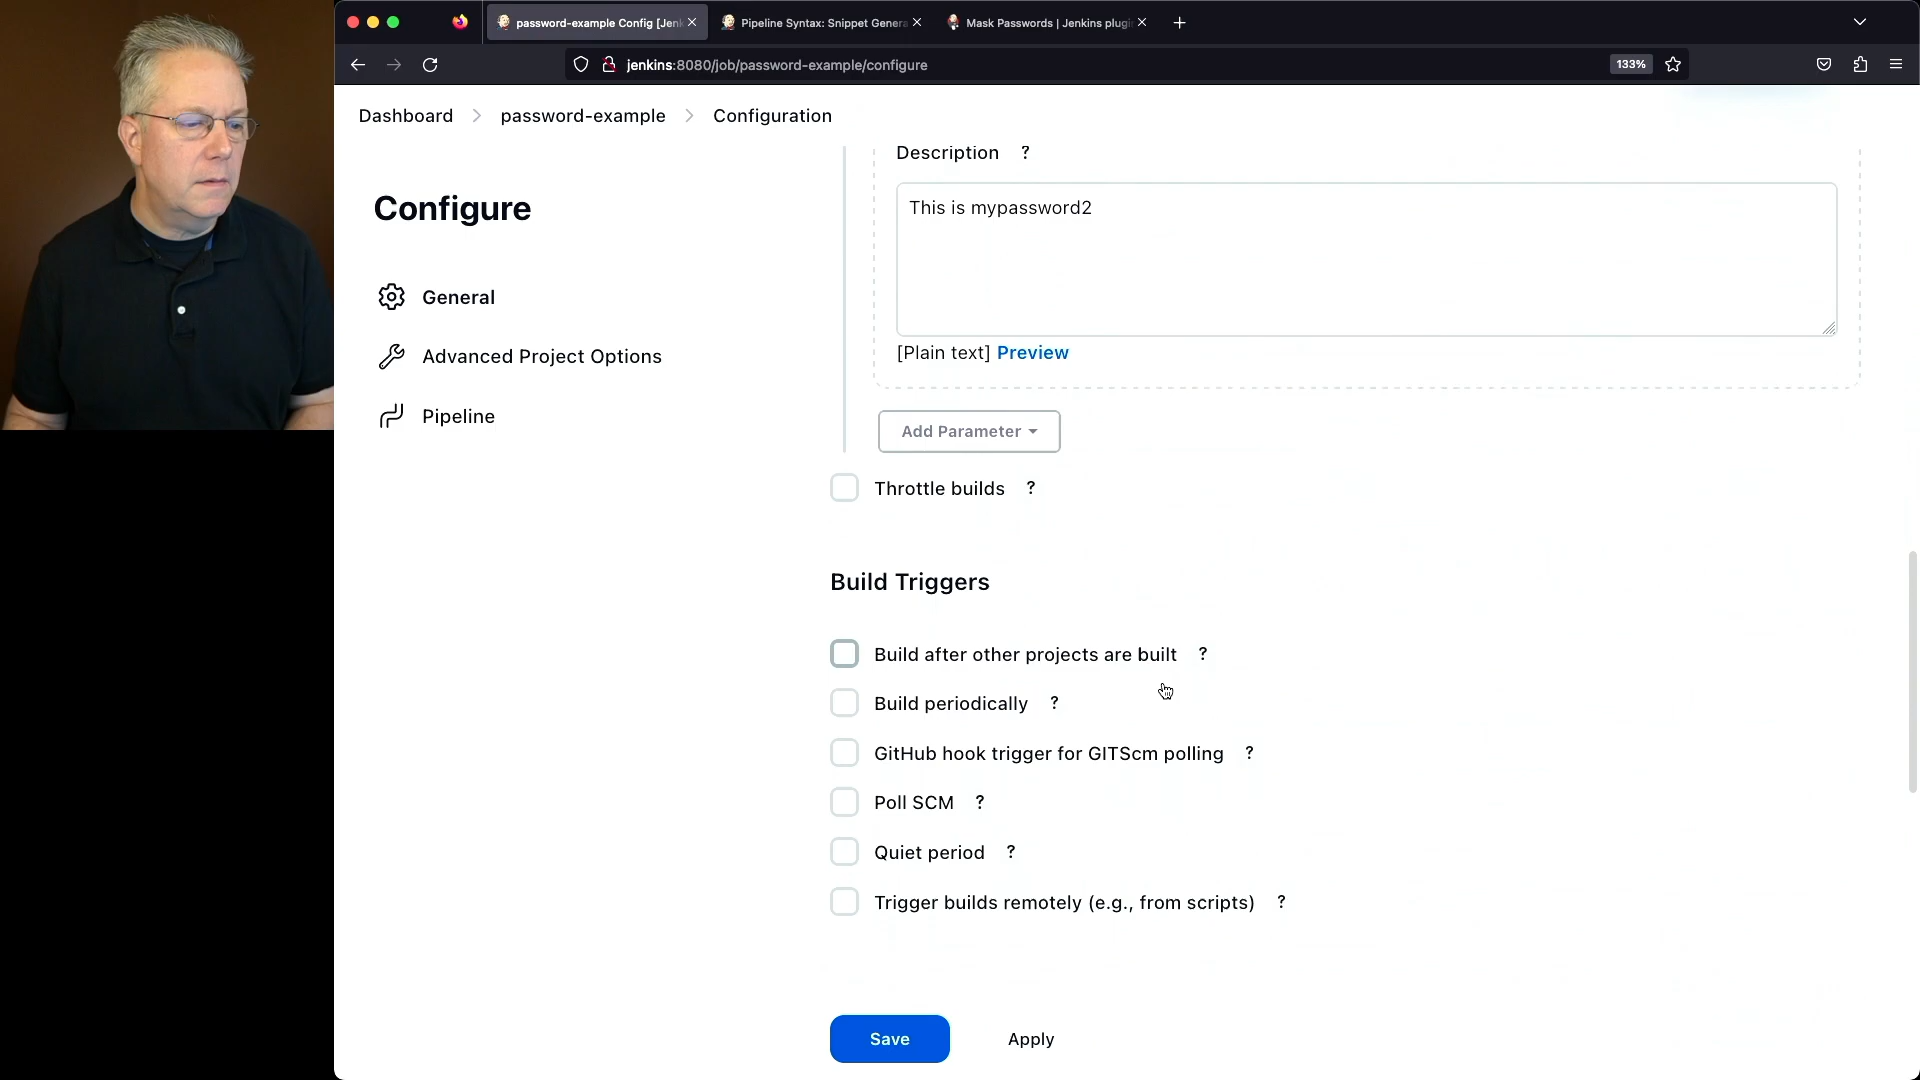 password-example Config [Jenk
Pipeline Syntax: Snippet Genera
Mask Passwords | Jenkins plugi
jenkins:8080/job/password-example/configure
133%
Dashboard > password-example > Configuration
Configure
General
Advanced Project Options
Pipeline
Description ?
This is mypassword2
[Plain text] Preview
Add Parameter
Throttle builds ?
Build Triggers
Build after other projects are built ?
Build periodically ?
GitHub hook trigger for GITScm polling ?
Poll SCM ?
Quiet period ?
Trigger builds remotely (e.g., from scripts) ?
Save
Apply